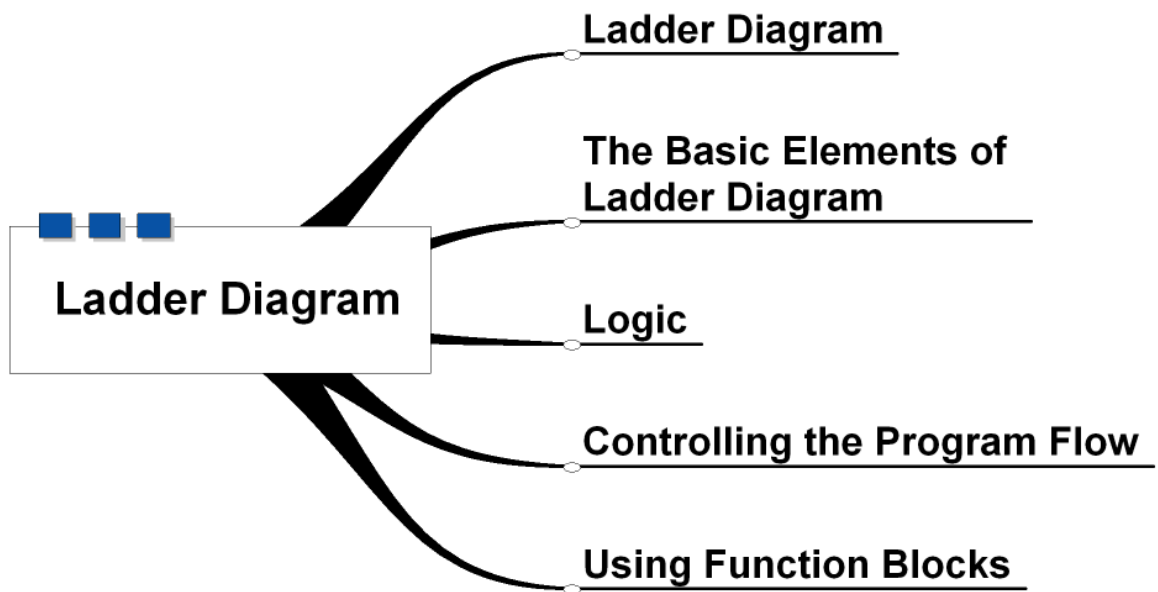 Ladder Diagram
The Basic Elements of
Ladder Diagram
Ladder Diagram
Logic
Controlling the Program Flow
Using Function Blocks